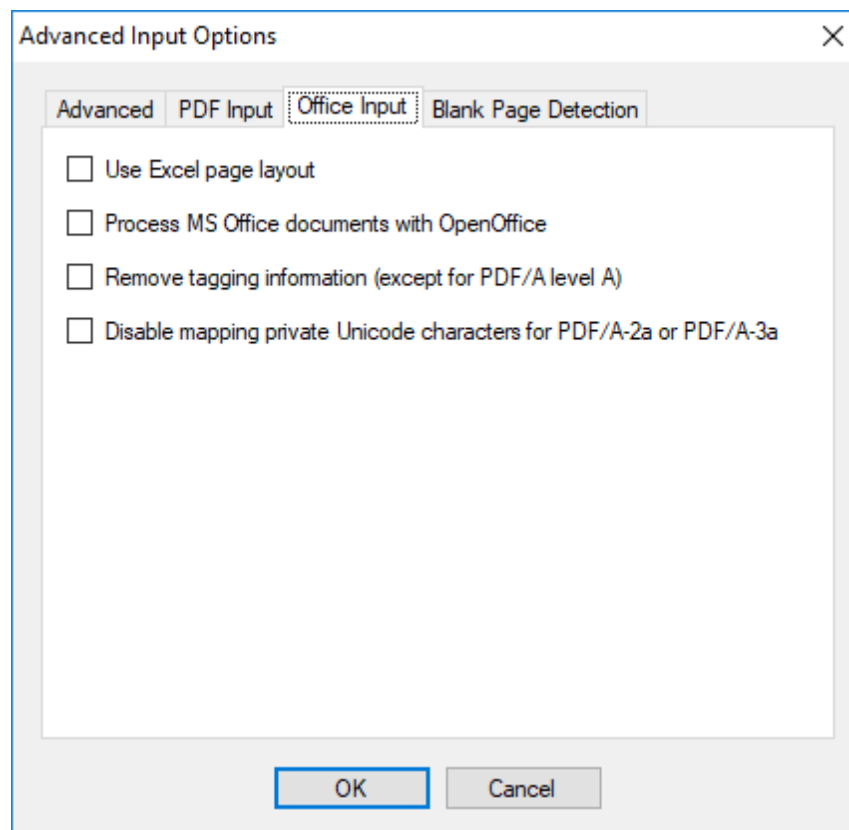 Advanced Input Options
Advanced PDF Input Office Input Blank Page Detection
Use Excel page layout
Process MS Office documents with OpenOffice
Remove tagging information (except for PDF/A level A)
Disable mapping private Unicode characters for PDF/A-2a or PDF/A-3a
OK Cancel